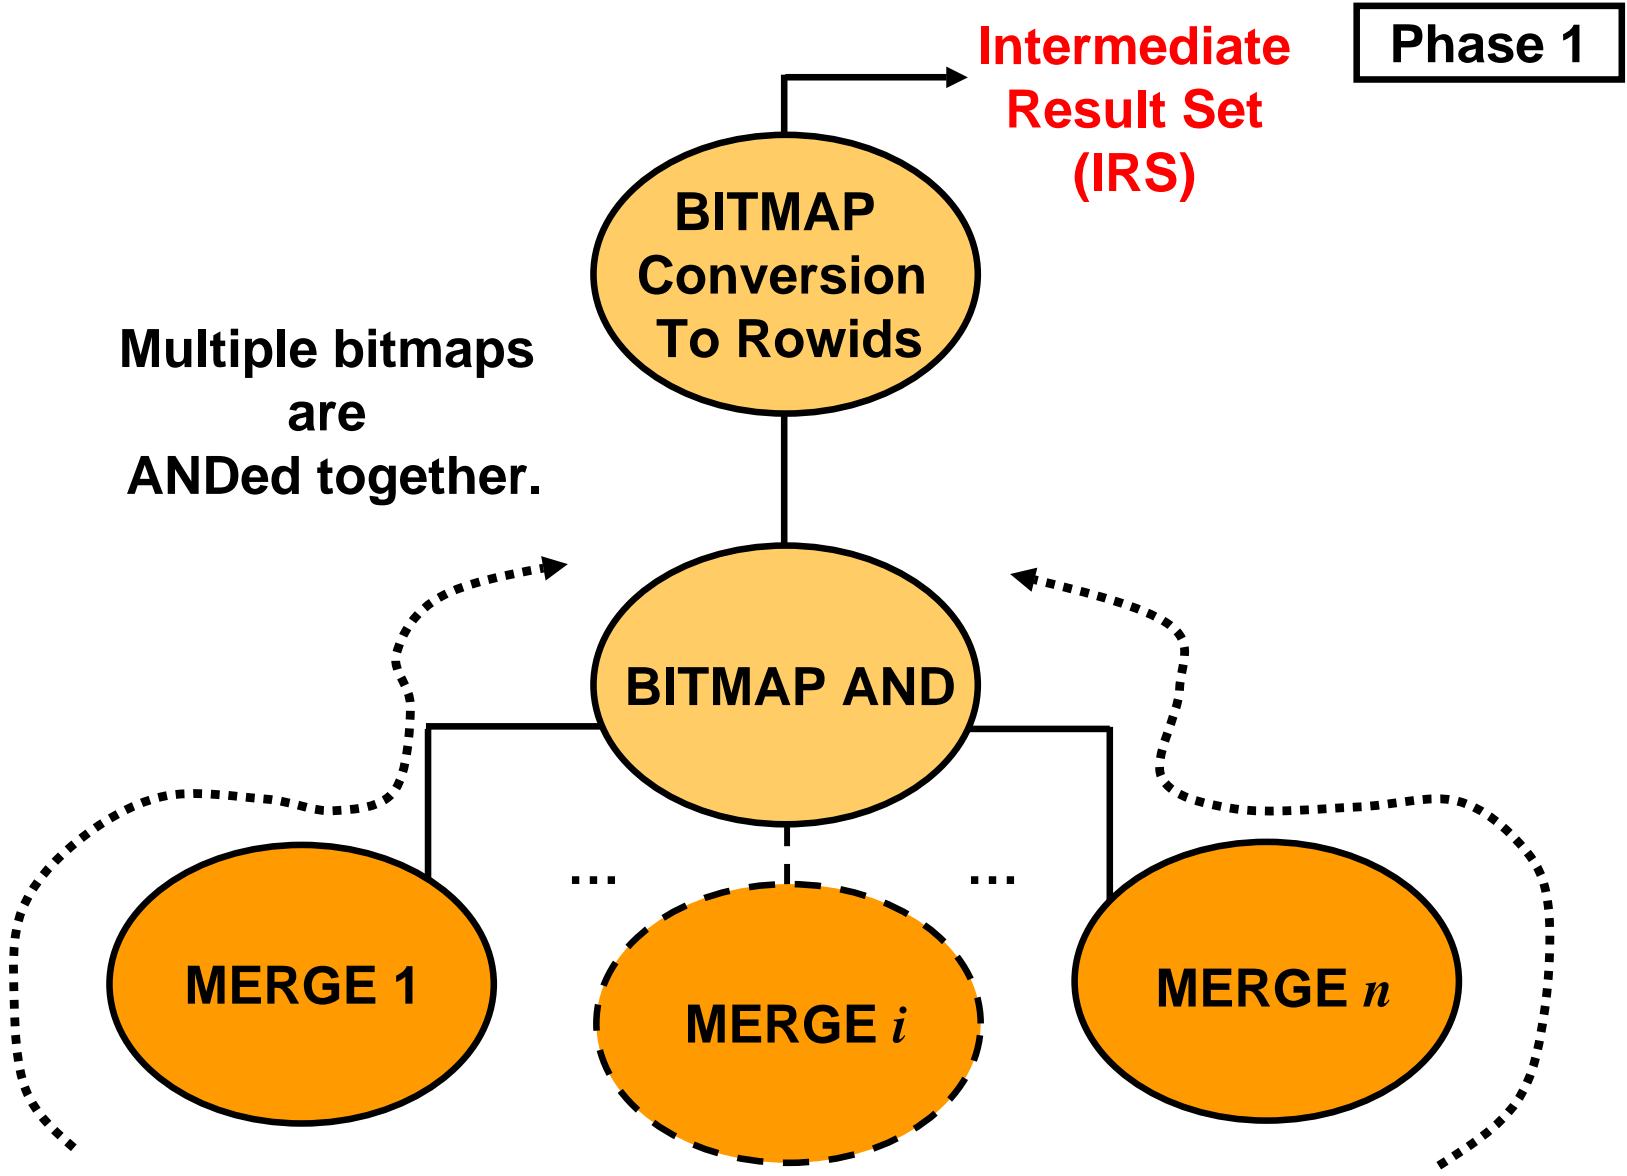 Phase 1
Intermediate
Result Set
(IRS)
BITMAP
Conversion
To Rowids
Multiple bitmaps
are
ANDed together.
BITMAP AND
...
...
MERGE 1
MERGE i
MERGE n